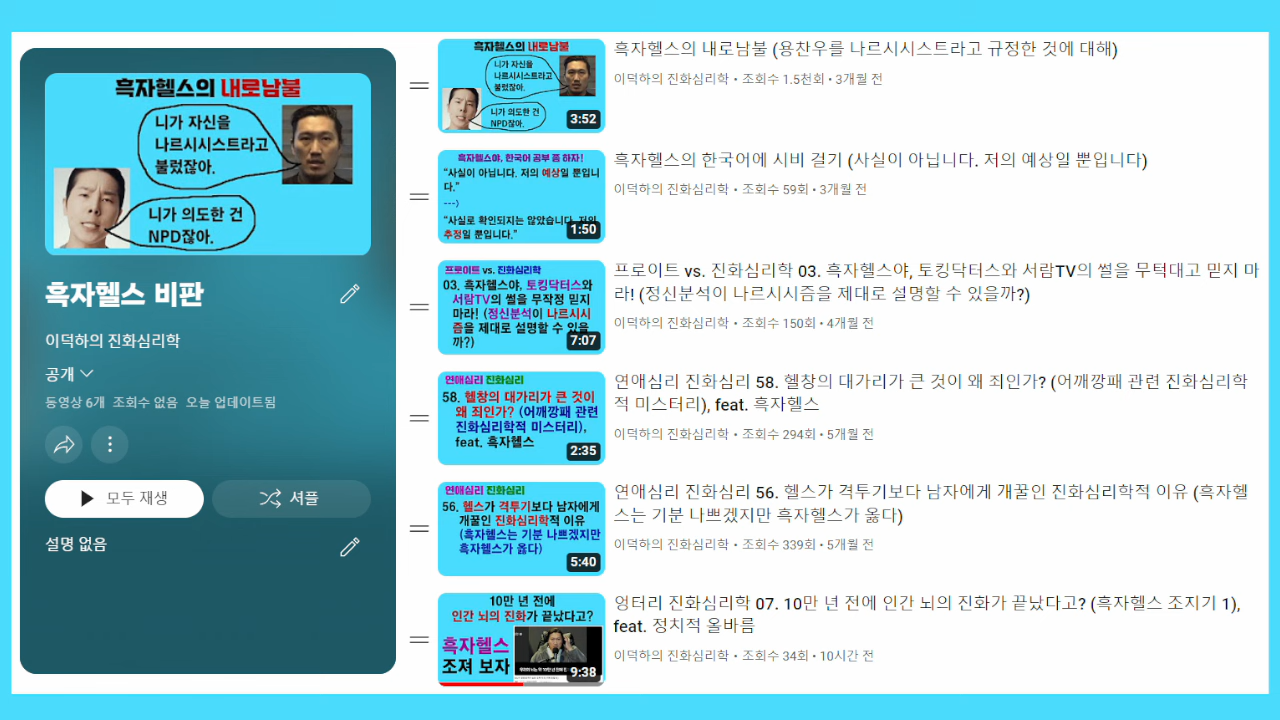 흑자헬스의 내로남불
니가 자신을
나르시시스트라고
불렀잖아.
니가 의도한 건
NPD잖아.
흑자헬스 비판
이덕하의 진화심리학
공개
동영상 6개 조회수 없음 오늘 업데이트됨
모두 재생
셔플
설명 없음
흑자헬스의 내로남불
니가 자신을
나르시시스트라고
불렀잖아.
니가 의도한 건
NPD잖아.
3:52
흑자헬스의 내로남불 (용찬우를 나르시시스트라고 규정한 것에 대해)
이덕하의 진화심리학 • 조회수 1.5천회 • 3개월 전
흑자헬스야, 한국어 공부 좀 하자!
“사실이 아닙니다. 저의 예상일 뿐입니
다.”
---〉
“사실로 확인되지는 않았습니다. 저의
추정일 뿐입니다.”
1:50
흑자헬스의 한국어에 시비 걸기 (사실이 아닙니다. 저의 예상일 뿐입니다)
이덕하의 진화심리학 • 조회수 59회 • 3개월 전
프로이트 vs. 진화심리학
03. 흑자헬스야, 토킹닥터스와
서람TV의 썰을 무작정 믿지
마라! (정신분석이 나르시시
즘을 제대로 설명할 수 있을
까?)
7:07
프로이트 vs. 진화심리학 03. 흑자헬스야, 토킹닥터스와 서람TV의 썰을 무턱대고 믿지 마
라! (정신분석이 나르시시즘을 제대로 설명할 수 있을까?)
이덕하의 진화심리학 • 조회수 150회 • 4개월 전
연애심리 진화심리
58. 헬창의 대가리가 큰 것이
왜 죄인가? (어깨깡패 관련
진화심리학적 미스터리),
feat. 흑자헬스
2:35
연애심리 진화심리 58. 헬창의 대가리가 큰 것이 왜 죄인가? (어깨깡패 관련 진화심리학
적 미스터리), feat. 흑자헬스
이덕하의 진화심리학 • 조회수 294회 • 5개월 전
연애심리 진화심리
56. 헬스가 격투기보다 남자에게
개꿀인 진화심리학적 이유
(흑자헬스는 기분 나쁘겠지만
흑자헬스가 옳다)
5:40
연애심리 진화심리 56. 헬스가 격투기보다 남자에게 개꿀인 진화심리학적 이유 (흑자헬
스는 기분 나쁘겠지만 흑자헬스가 옳다)
이덕하의 진화심리학 • 조회수 339회 • 5개월 전
10만 년 전에
인간 뇌의 진화가 끝났다고?
흑자헬스
조져 보자
9:38
엉터리 진화심리학 07. 10만 년 전에 인간 뇌의 진화가 끝났다고? (흑자헬스 조지기 1),
feat. 정치적 올바름
이덕하의 진화심리학 • 조회수 34회 • 10시간 전